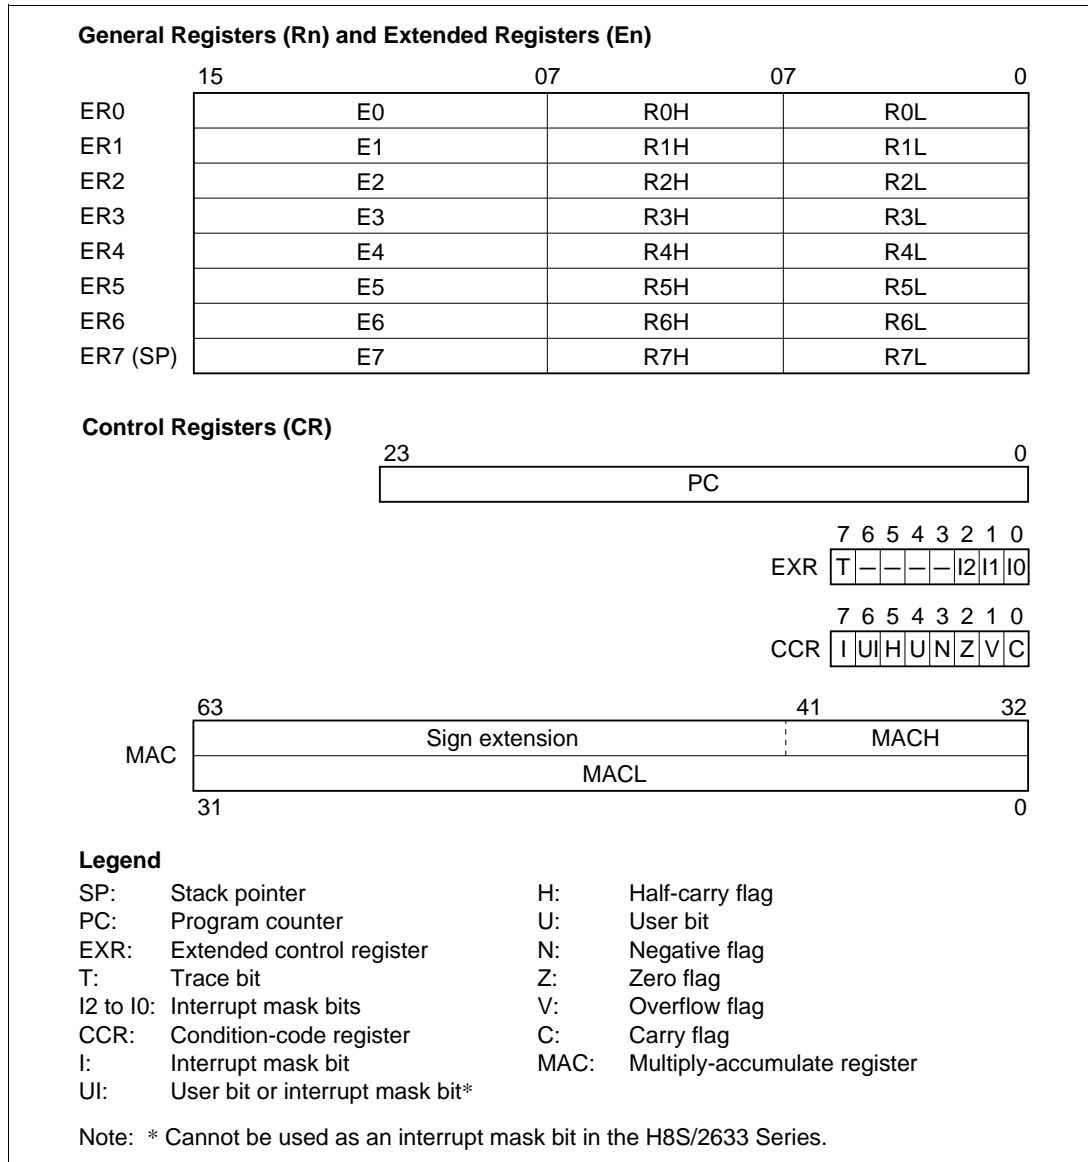 General Registers (Rn) and Extended Registers (En)
15 07 07 0
ER0 E0 R0H R0L
ER1 E1 R1H R1L
ER2 E2 R2H R2L
ER3 E3 R3H R3L
ER4 E4 R4H R4L
ER5 E5 R5H R5L
ER6 E6 R6H R6L
ER7 (SP) E7 R7H R7L
Control Registers (CR)
23 0
PC
7 6 5 4 3 2 1 0
EXR T — — — — I2 I1 I0
7 6 5 4 3 2 1 0
CCR I UI H U N Z V C
63 41 32
MAC Sign extension MACH
MACL
31 0
Legend
SP: Stack pointer H: Half-carry flag
PC: Program counter U: User bit
EXR: Extended control register N: Negative flag
T: Trace bit Z: Zero flag
I2 to I0: Interrupt mask bits V: Overflow flag
CCR: Condition-code register C: Carry flag
I: Interrupt mask bit MAC: Multiply-accumulate register
UI: User bit or interrupt mask bit*
Note: * Cannot be used as an interrupt mask bit in the H8S/2633 Series.